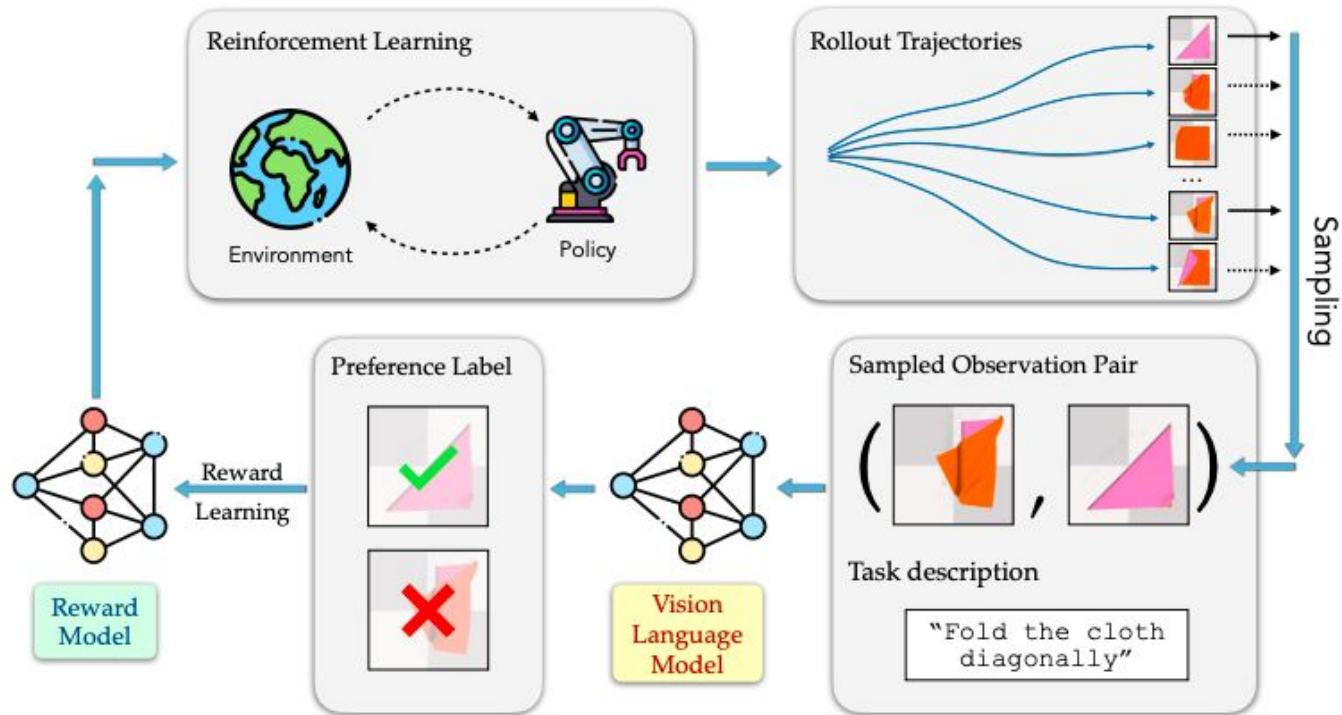 Reinforcement Learning
Environment
Policy
Rollout Trajectories
...
Sampling
Sampled Observation Pair
( , )
Task description
"Fold the cloth
diagonally"
Vision
Language
Model
Preference Label
Reward
Learning
Reward
Model